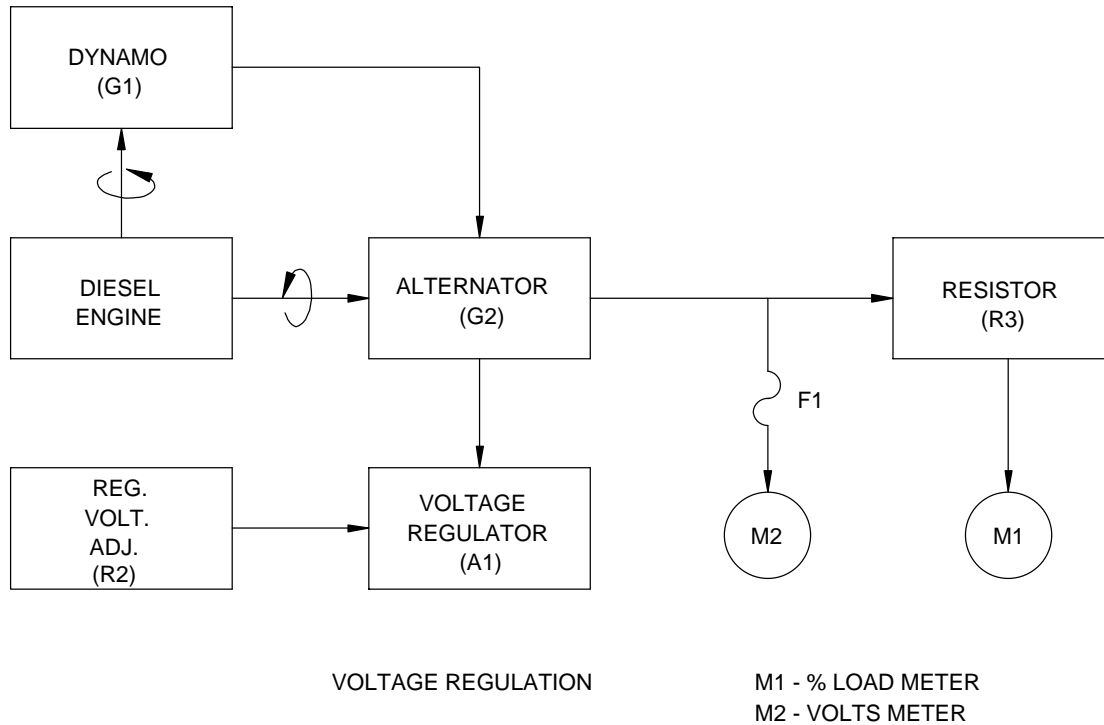 DYNAMO
(G1)
DIESEL
ENGINE
ALTERNATOR
(G2)
RESISTOR
(R3)
F1
REG.
VOLT.
ADJ.
(R2)
VOLTAGE
REGULATOR
(A1)
M2
M1
VOLTAGE REGULATION
M1 - % LOAD METER
M2 - VOLTS METER